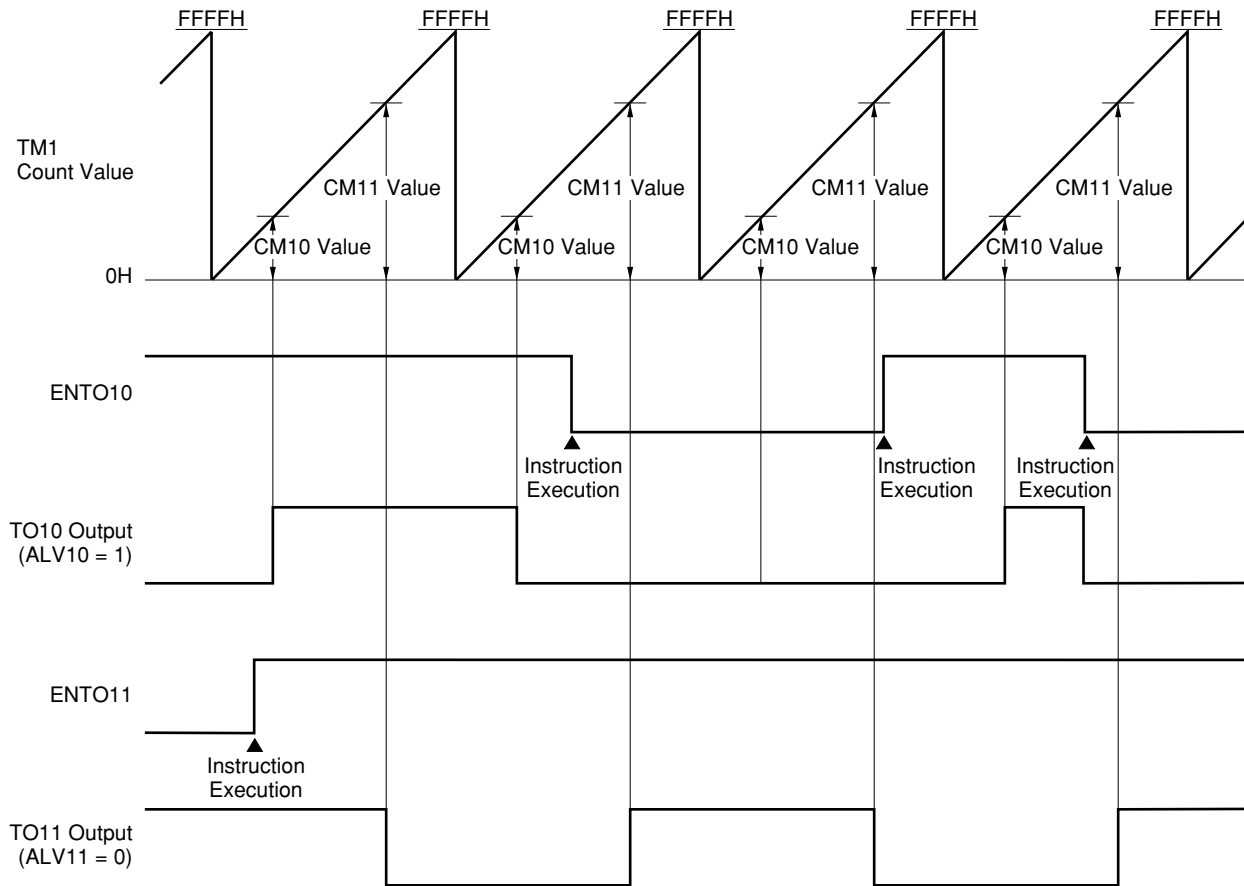 FFFFH FFFFH FFFFH FFFFH FFFFH
TM1
Count Value
CM11 Value CM11 Value CM11 Value CM11 Value
CM10 Value CM10 Value CM10 Value CM10 Value
0H
ENTO10
Instruction
Execution
Instruction
Execution
Instruction
Execution
TO10 Output
(ALV10 = 1)
ENTO11
Instruction
Execution
TO11 Output
(ALV11 = 0)